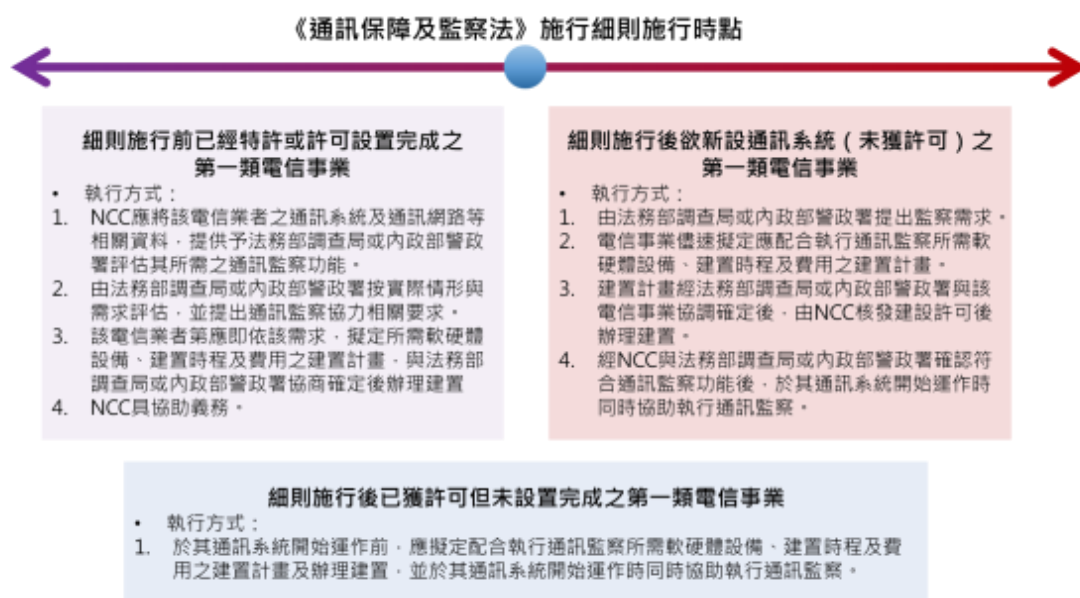 《通訊保障及監察法》施行細則施行時點
細則施行前已經特許或許可設置完成之
第一類電信事業
• 執行方式：
1. NCC應將該電信業者之通訊系統及通訊網路等
相關資料，提供予法務部調查局或內政部警政
署評估其所需之通訊監察功能。
2. 由法務部調查局或內政部警政署按實際情形與
需求評估，並提出通訊監察協力相關要求。
3. 該電信業者第應即依該需求，擬定所需軟硬體
設備、建置時程及費用之建置計畫，與法務部
調查局或內政部警政署協商確定後辦理建置
4. NCC具協助義務。
細則施行後欲新設通訊系統（未獲許可）之
第一類電信事業
• 執行方式：
1. 由法務部調查局或內政部警政署提出監察需求。
2. 電信事業儘速擬定應配合執行通訊監察所需軟
硬體設備、建置時程及費用之建置計畫。
3. 建置計畫經法務部調查局或內政部警政署與該
電信事業協調確定後，由NCC核發建設許可後
辦理建置。
4. 經NCC與法務部調查局或內政部警政署確認符
合通訊監察功能後，於其通訊系統開始運作時
同時協助執行通訊監察。
細則施行後已獲許可但未設置完成之第一類電信事業
• 執行方式：
1. 於其通訊系統開始運作前，應擬定配合執行通訊監察所需軟硬體設備、建置時程及費
用之建置計畫及辦理建置，並於其通訊系統開始運作時同時協助執行通訊監察。